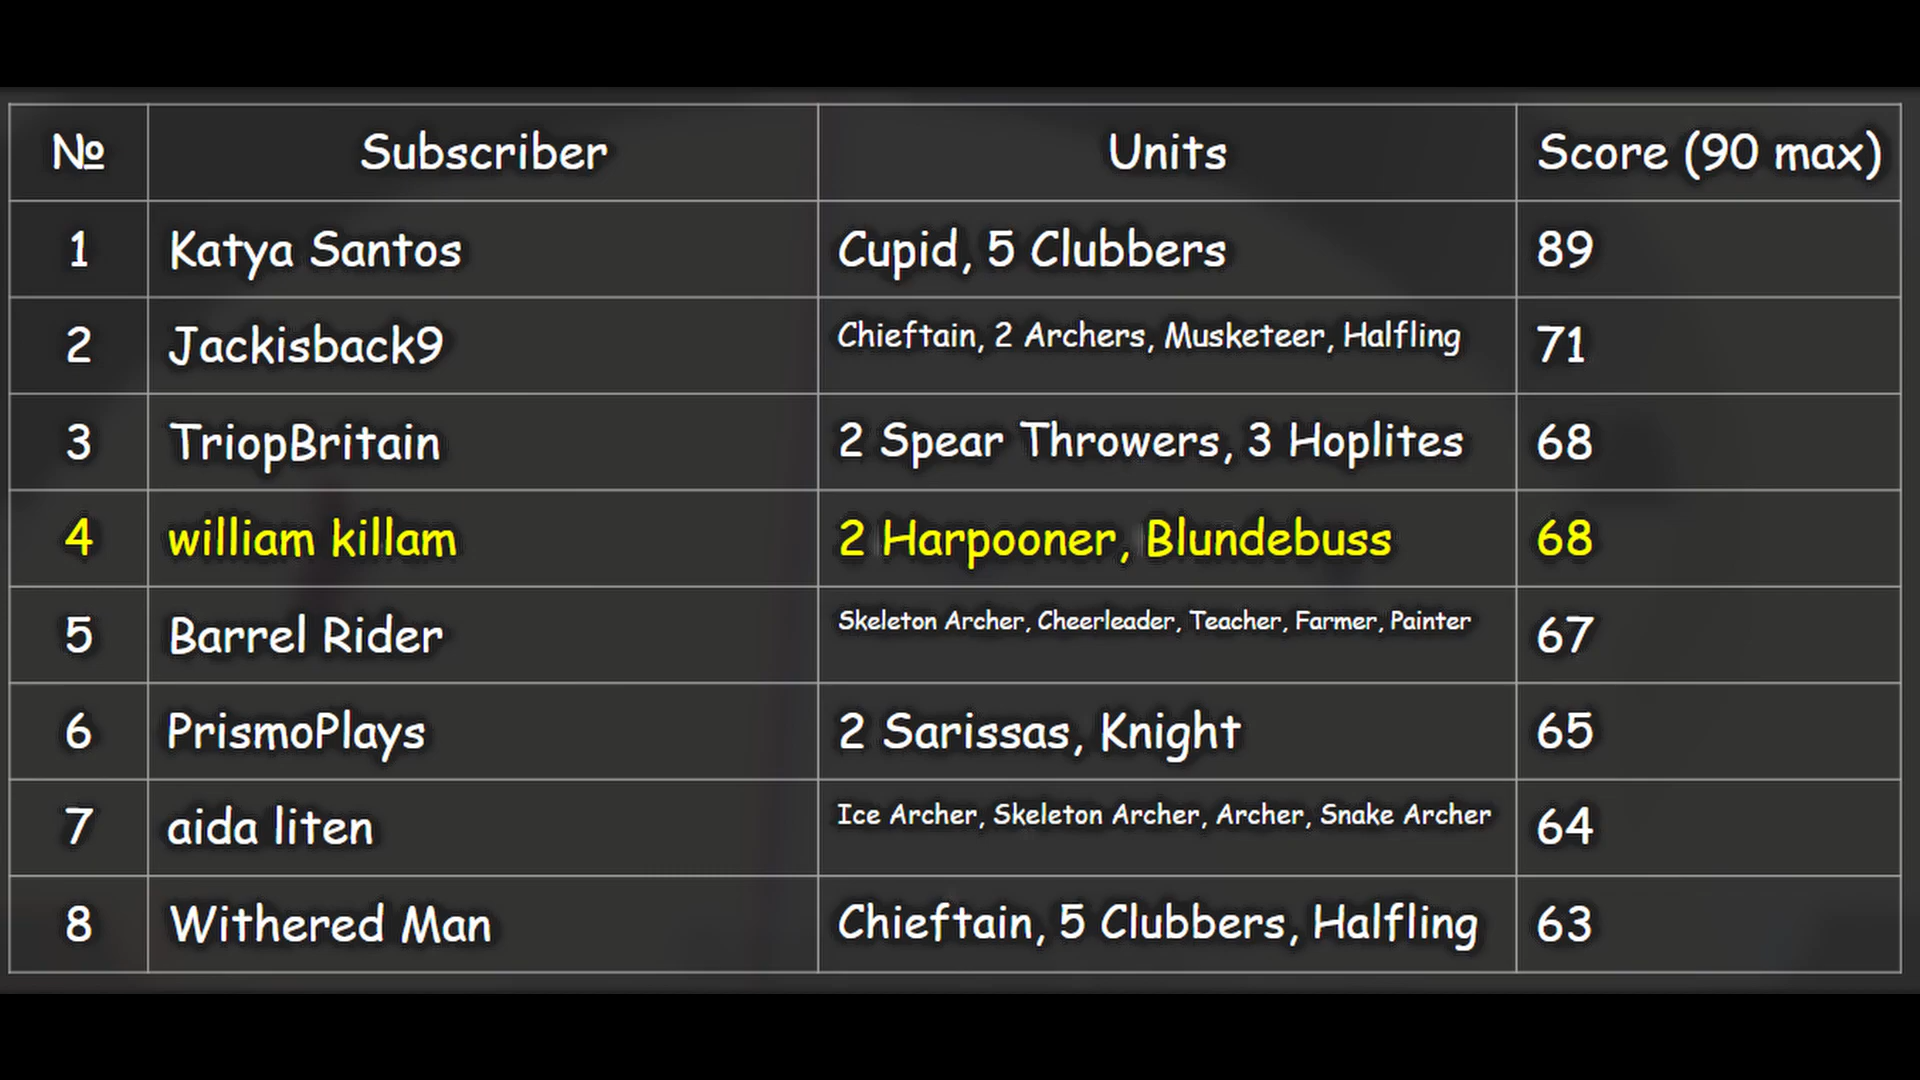 № Subscriber Units Score (90 max)
1 Katya Santos Cupid, 5 Clubbers 89
2 Jackisback9 Chieftain, 2 Archers, Musketeer, Halfling 71
3 TriopBritain 2 Spear Throwers, 3 Hoplites 68
4 william killam 2 Harpooner, Blundebuss 68
5 Barrel Rider Skeleton Archer, Cheerleader, Teacher, Farmer, Painter 67
6 PrismoPlays 2 Sarissas, Knight 65
7 aida liten Ice Archer, Skeleton Archer, Archer, Snake Archer 64
8 Withered Man Chieftain, 5 Clubbers, Halfling 63